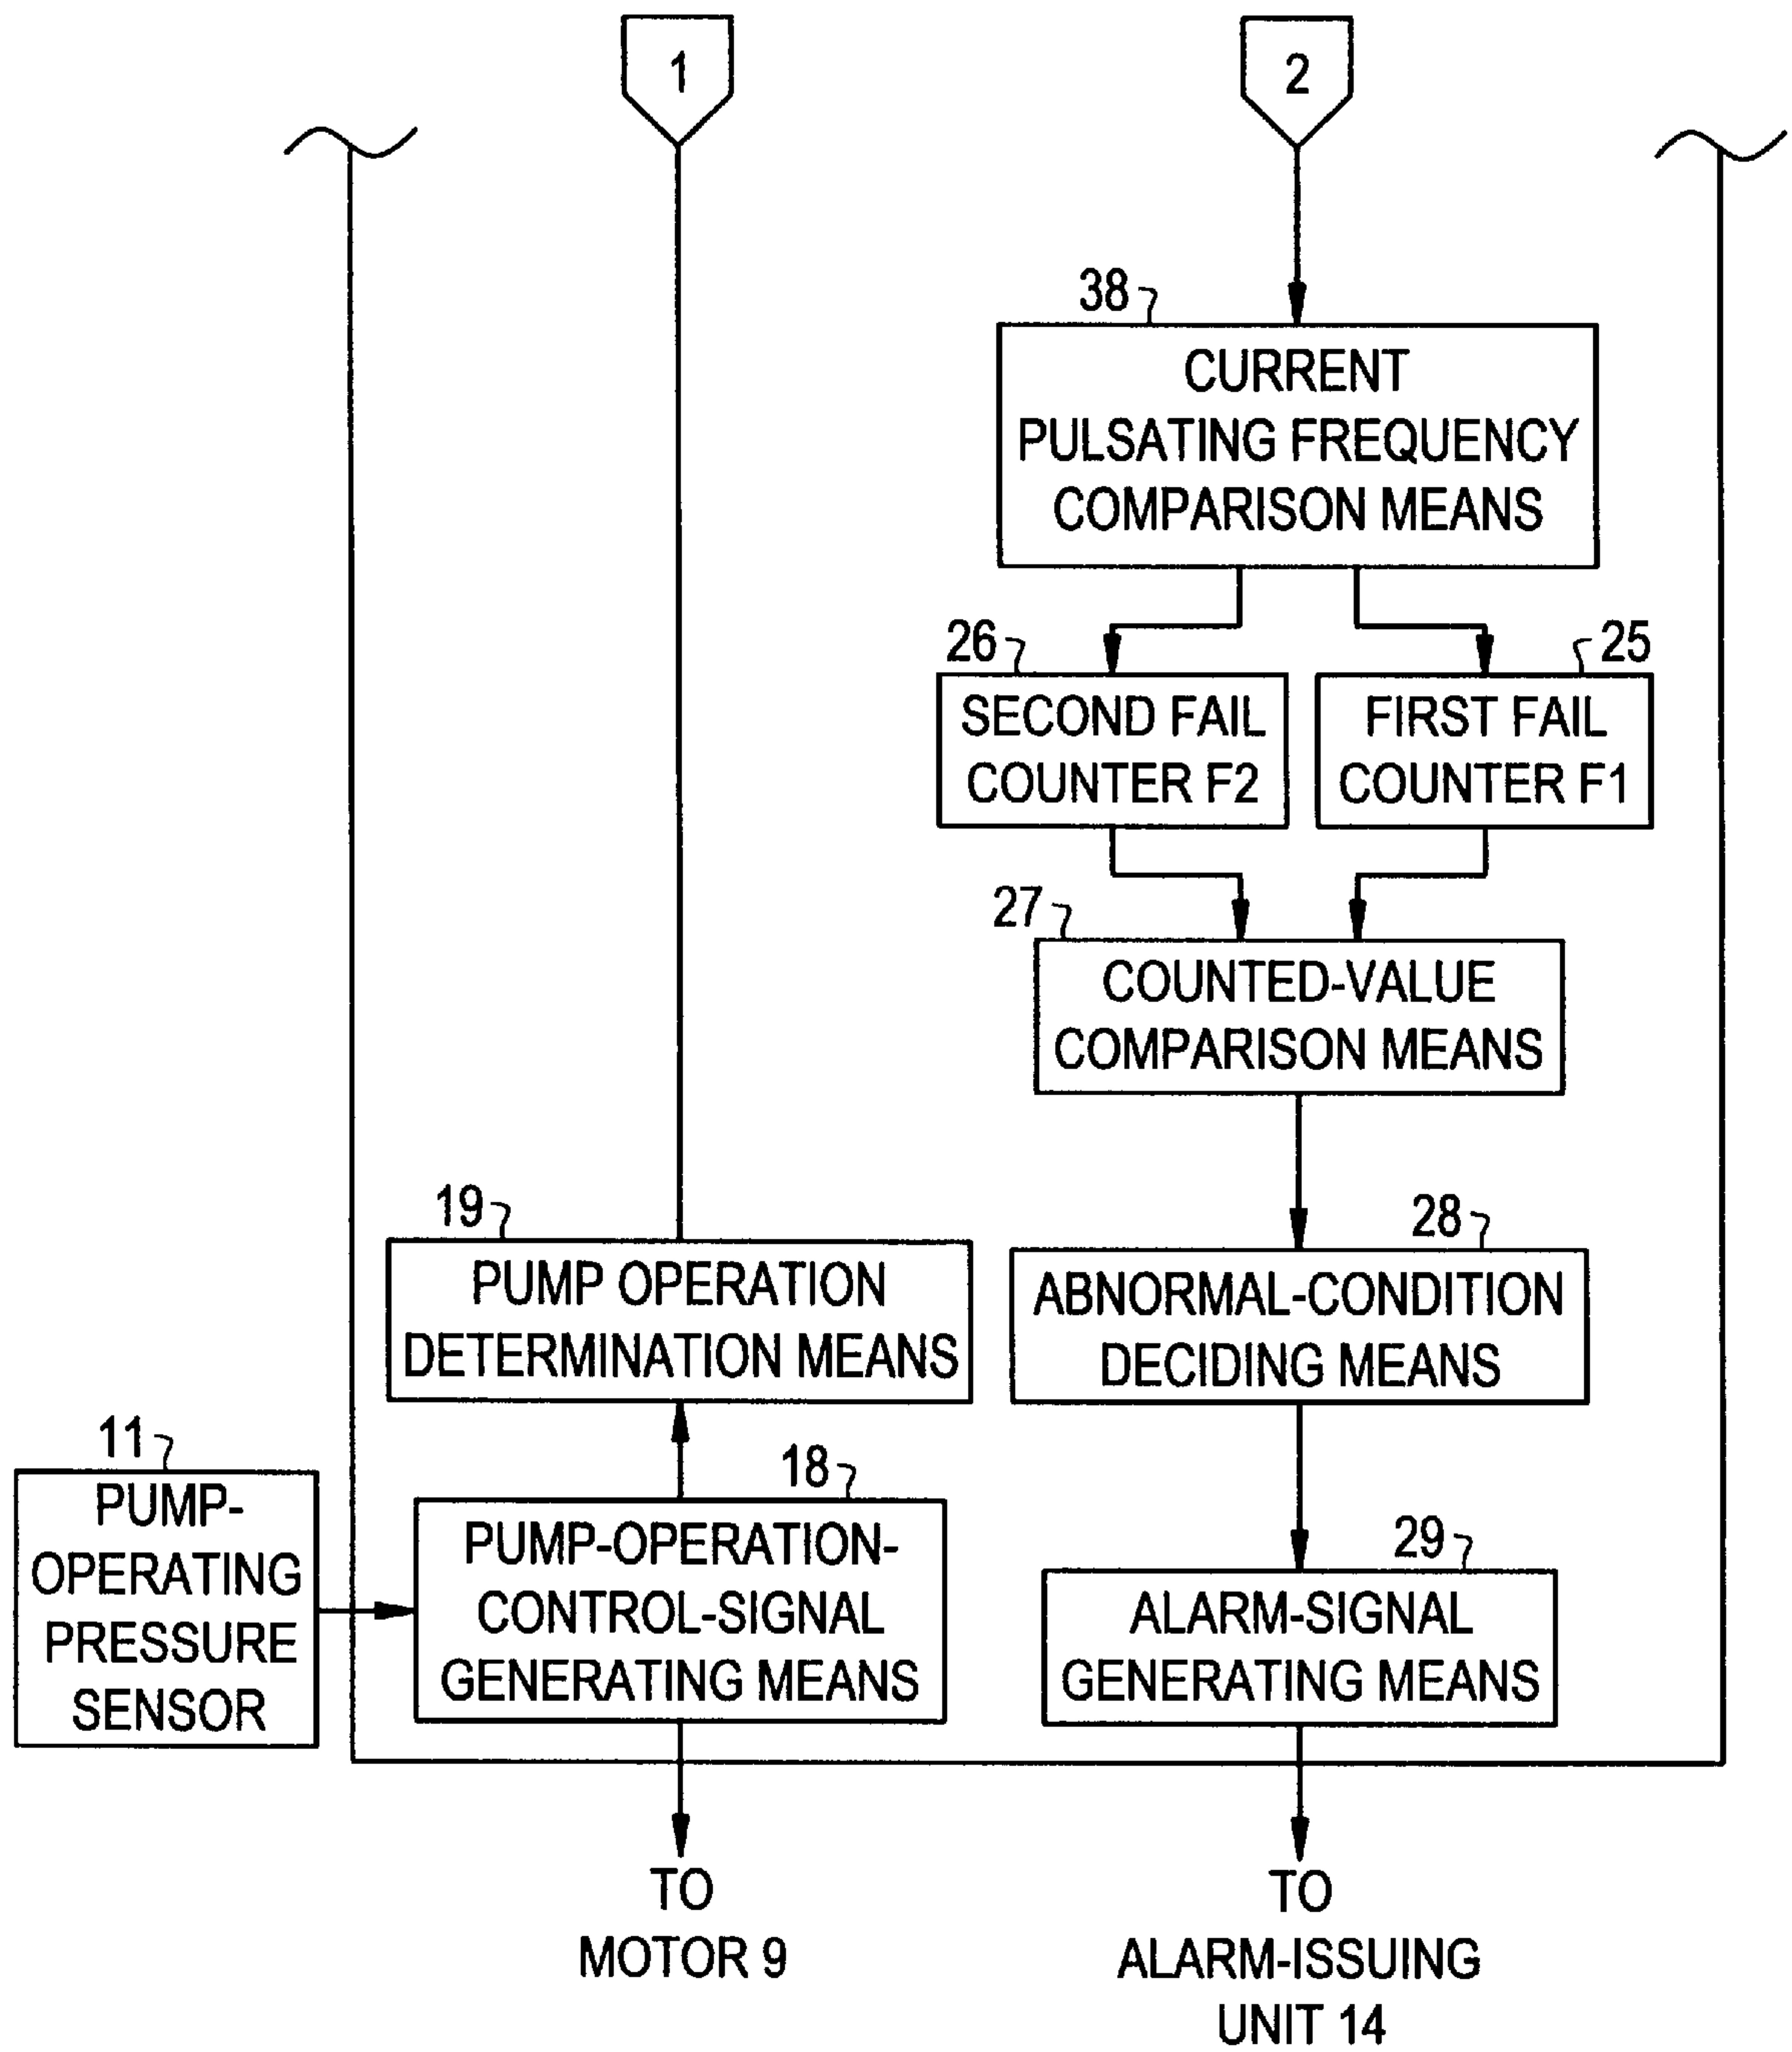 1
2
38
CURRENT
PULSATING FREQUENCY
COMPARISON MEANS
26
25
SECOND FAIL
COUNTER F2
FIRST FAIL
COUNTER F1
27
COUNTED-VALUE
COMPARISON MEANS
19
PUMP OPERATION
DETERMINATION MEANS
28
ABNORMAL-CONDITION
DECIDING MEANS
11
PUMP-
OPERATING
PRESSURE
SENSOR
18
PUMP-OPERATION-
CONTROL-SIGNAL
GENERATING MEANS
29
ALARM-SIGNAL
GENERATING MEANS
TO
MOTOR 9
TO
ALARM-ISSUING
UNIT 14